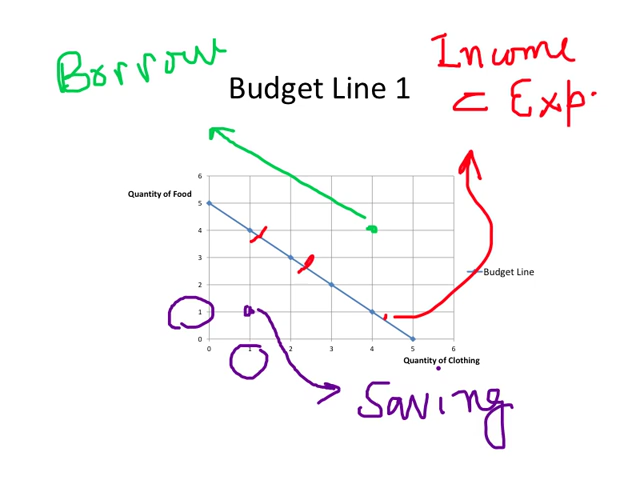 Borrow
Income
= Exp.
Budget Line 1
Quantity of Food
6
5
4
3
2
1
0
0 1 2 3 4 5 6
Quantity of Clothing
Budget Line
Saving